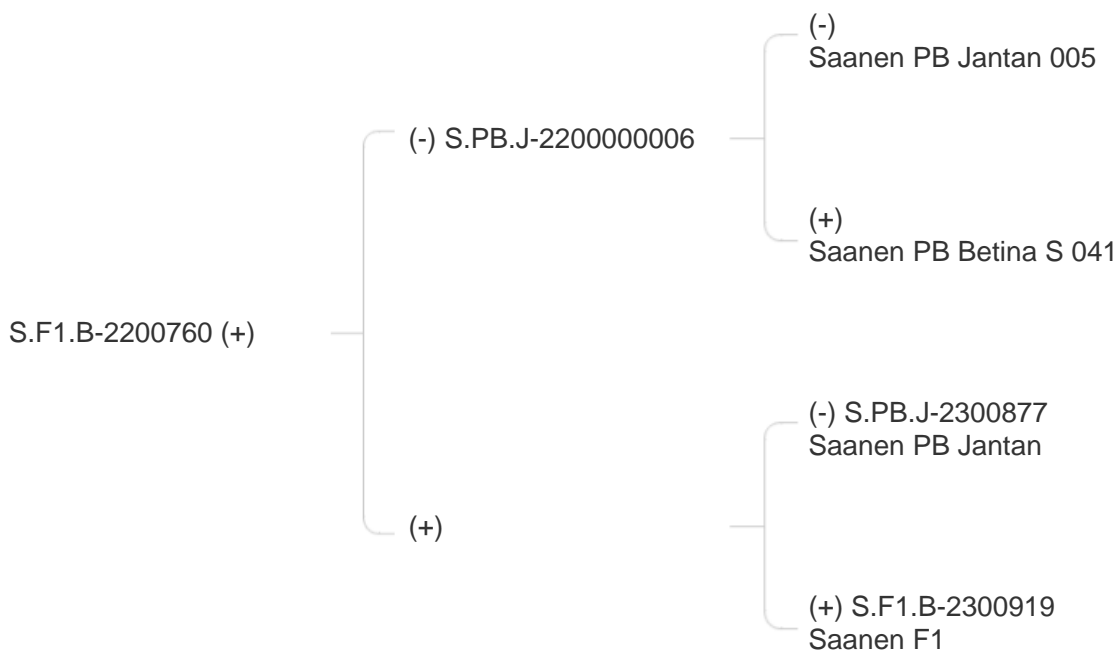 (-)
Saanen PB Jantan 005
(-) S.PB.J-2200000006
(+)
Saanen PB Betina S 041
S.F1.B-2200760 (+)
(-) S.PB.J-2300877
Saanen PB Jantan
(+)
(+) S.F1.B-2300919
Saanen F1